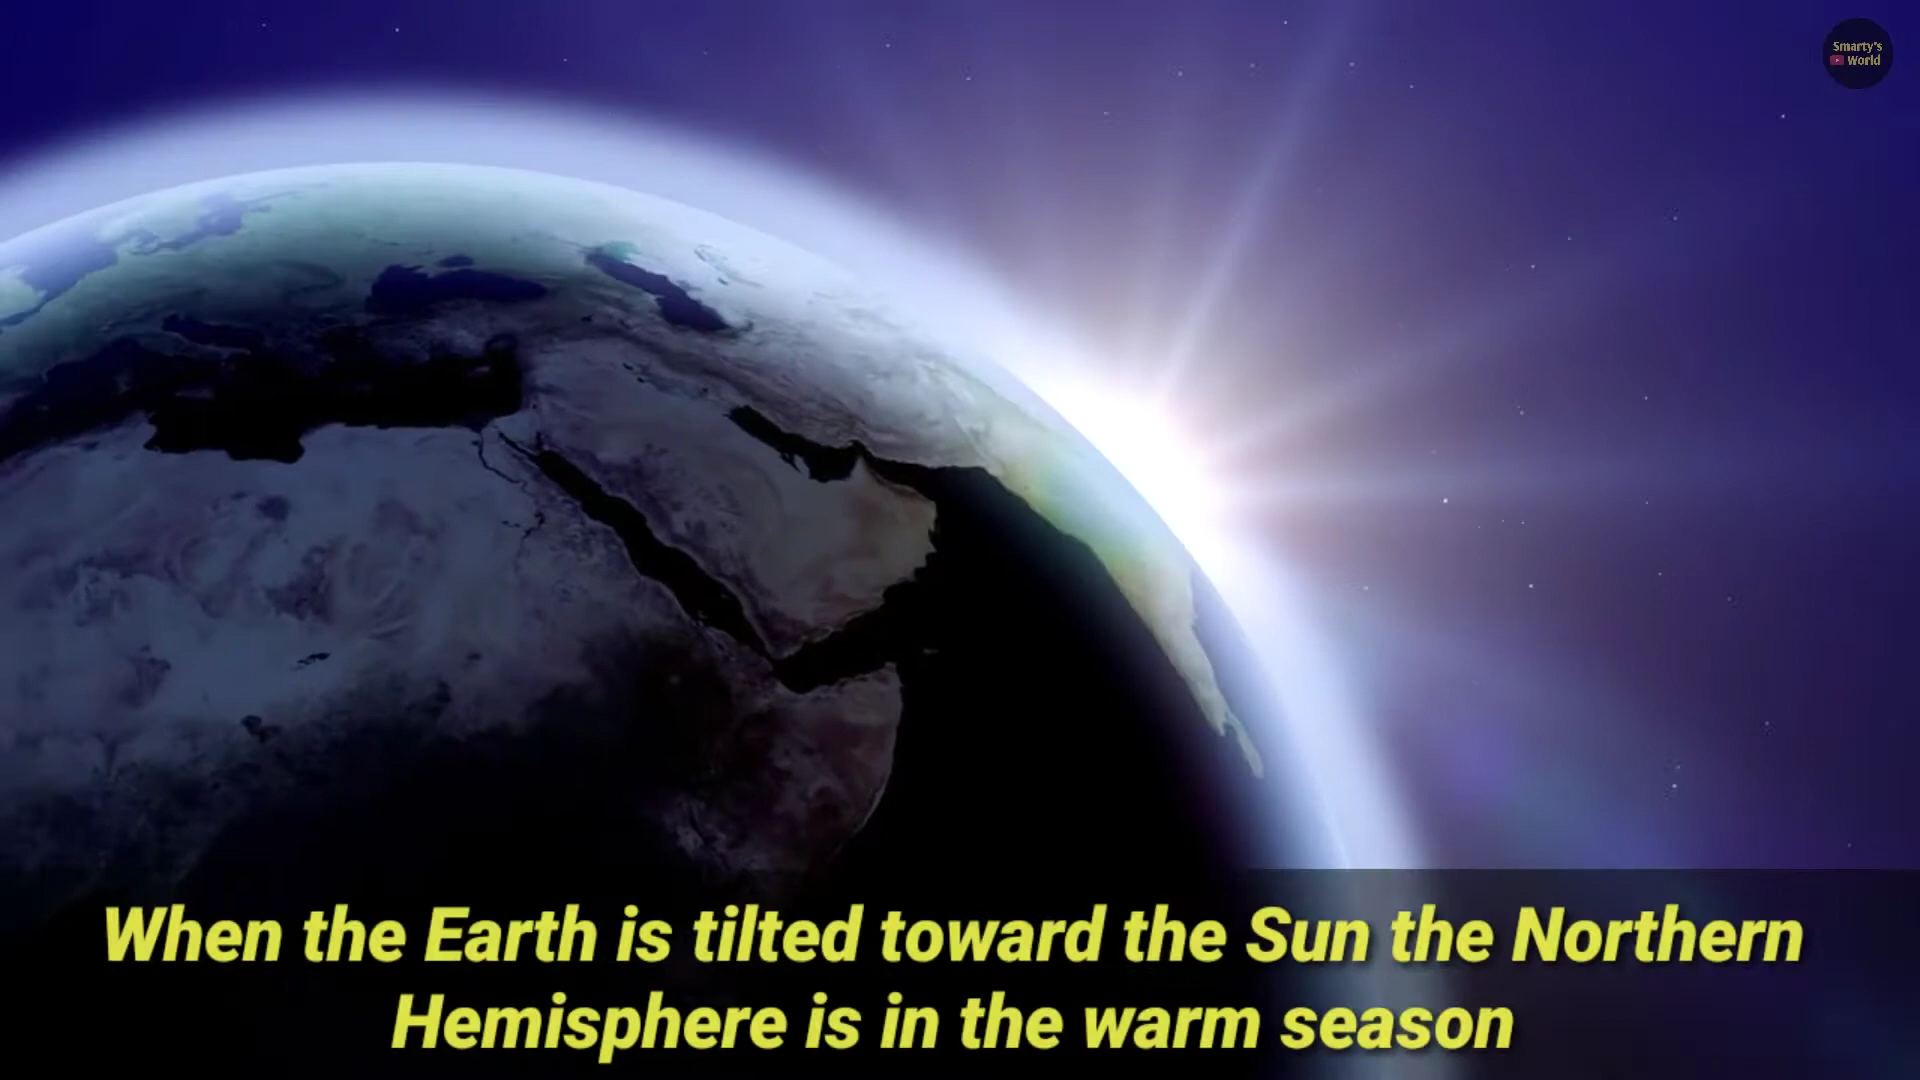 Smarty's
World
When the Earth is tilted toward the Sun the Northern
Hemisphere is in the warm season